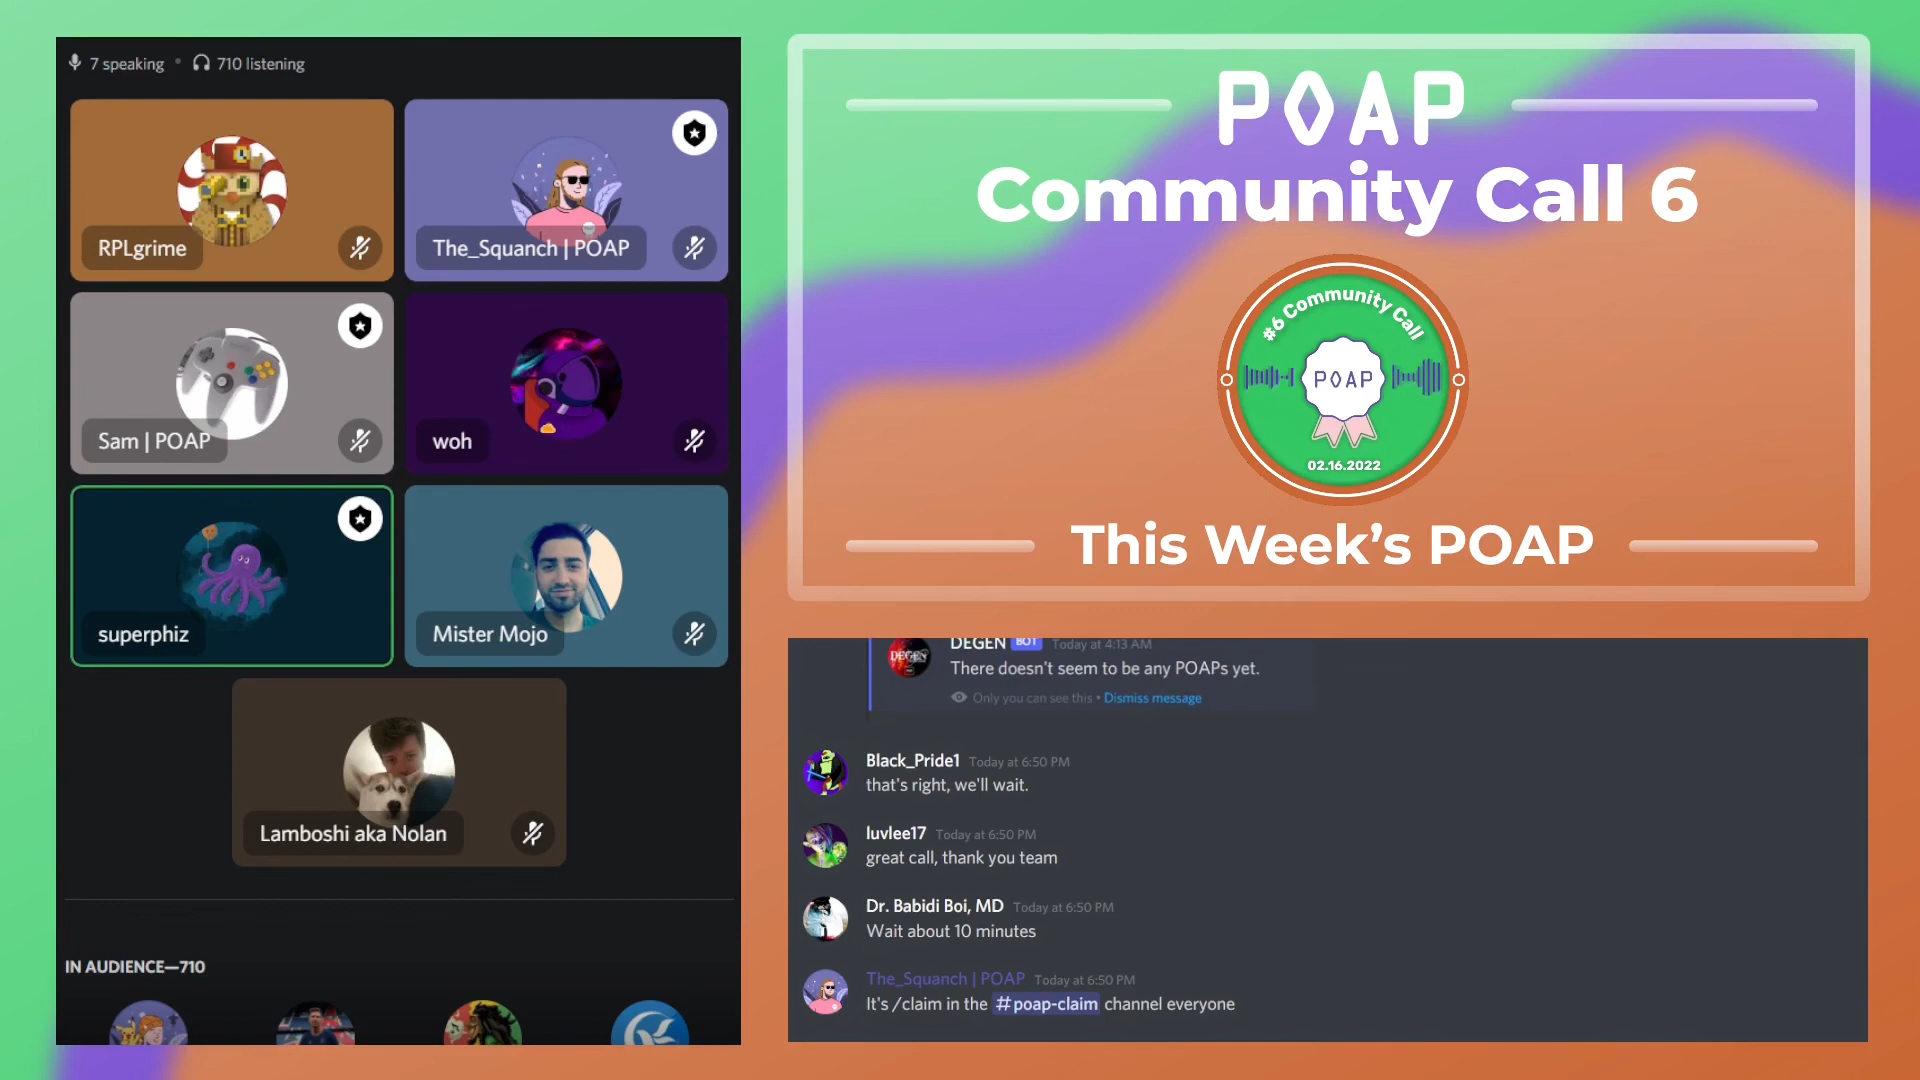 7 speaking • 710 listening
RPLgrime
The_Squanch | POAP
Sam | POAP
woh
superphiz
Mister Mojo
Lamboshi aka Nolan
IN AUDIENCE—710
POAP
Community Call 6
#6 Community Call
POAP
02.16.2022
This Week's POAP
DEGEN
DEGEN BOT Today at 4:13 AM
There doesn't seem to be any POAPs yet.
Only you can see this • Dismiss message
Black_Pride1 Today at 6:50 PM
that's right, we'll wait.
luvlee17 Today at 6:50 PM
great call, thank you team
Dr. Babidi Boi, MD Today at 6:50 PM
Wait about 10 minutes
The_Squanch | POAP Today at 6:50 PM
It's /claim in the #poap-claim channel everyone